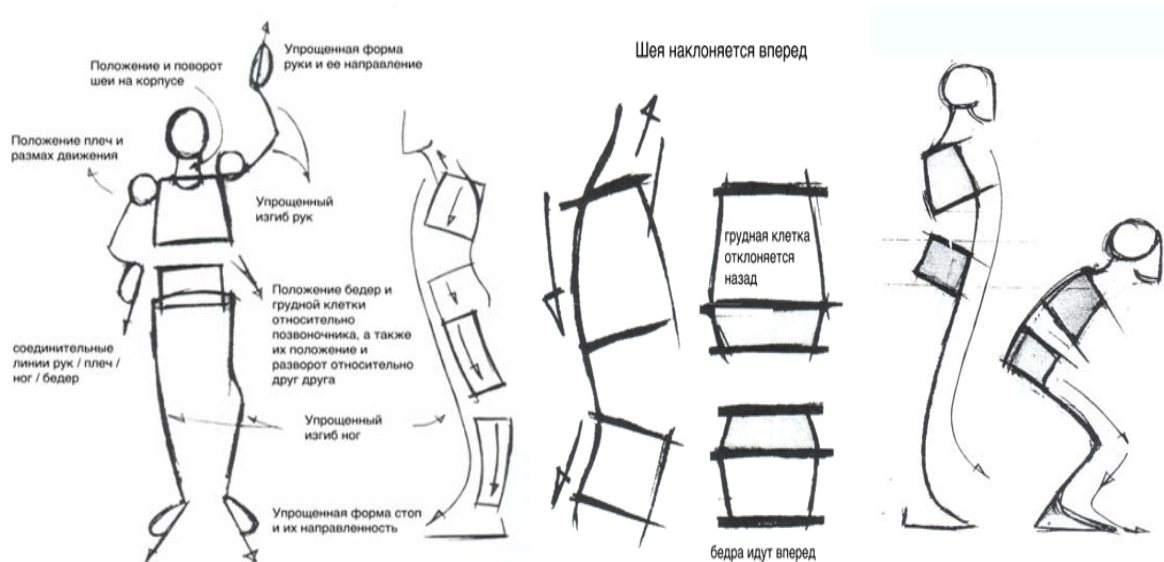 Упрощенная форма
руки и ее направление
Положение и поворот
шеи на корпусе
Положение плеч и
размах движения
Упрощенный
изгиб рук
Положение бедер и
грудной клетки
относительно
позвоночника, а также
их положение и
разворот относительно
друг друга
соединительные
линии рук / плеч /
ног / бедер
Упрощенный
изгиб ног
Упрощенная форма стоп
и их направленность
Шея наклоняется вперед
грудная клетка
отклоняется
назад
бедра идут вперед